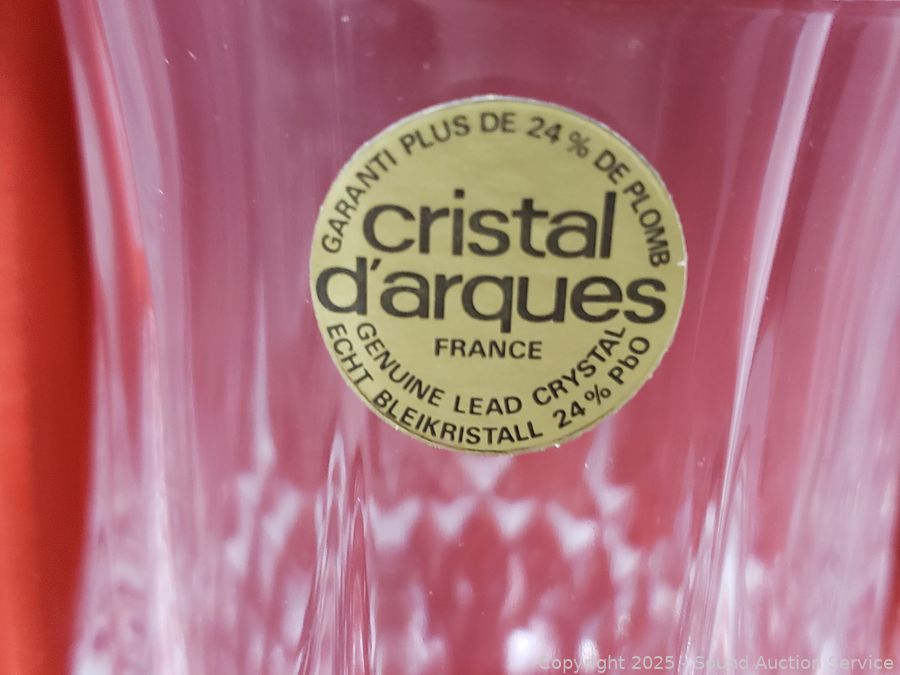 GARANTI PLUS DE 24% DE PLOMB
cristal
d'arques
FRANCE
GENUINE LEAD CRYSTAL
ECHT BLEIKRISTALL 24% PbO
Copyright 2025 - Sound Auction Service